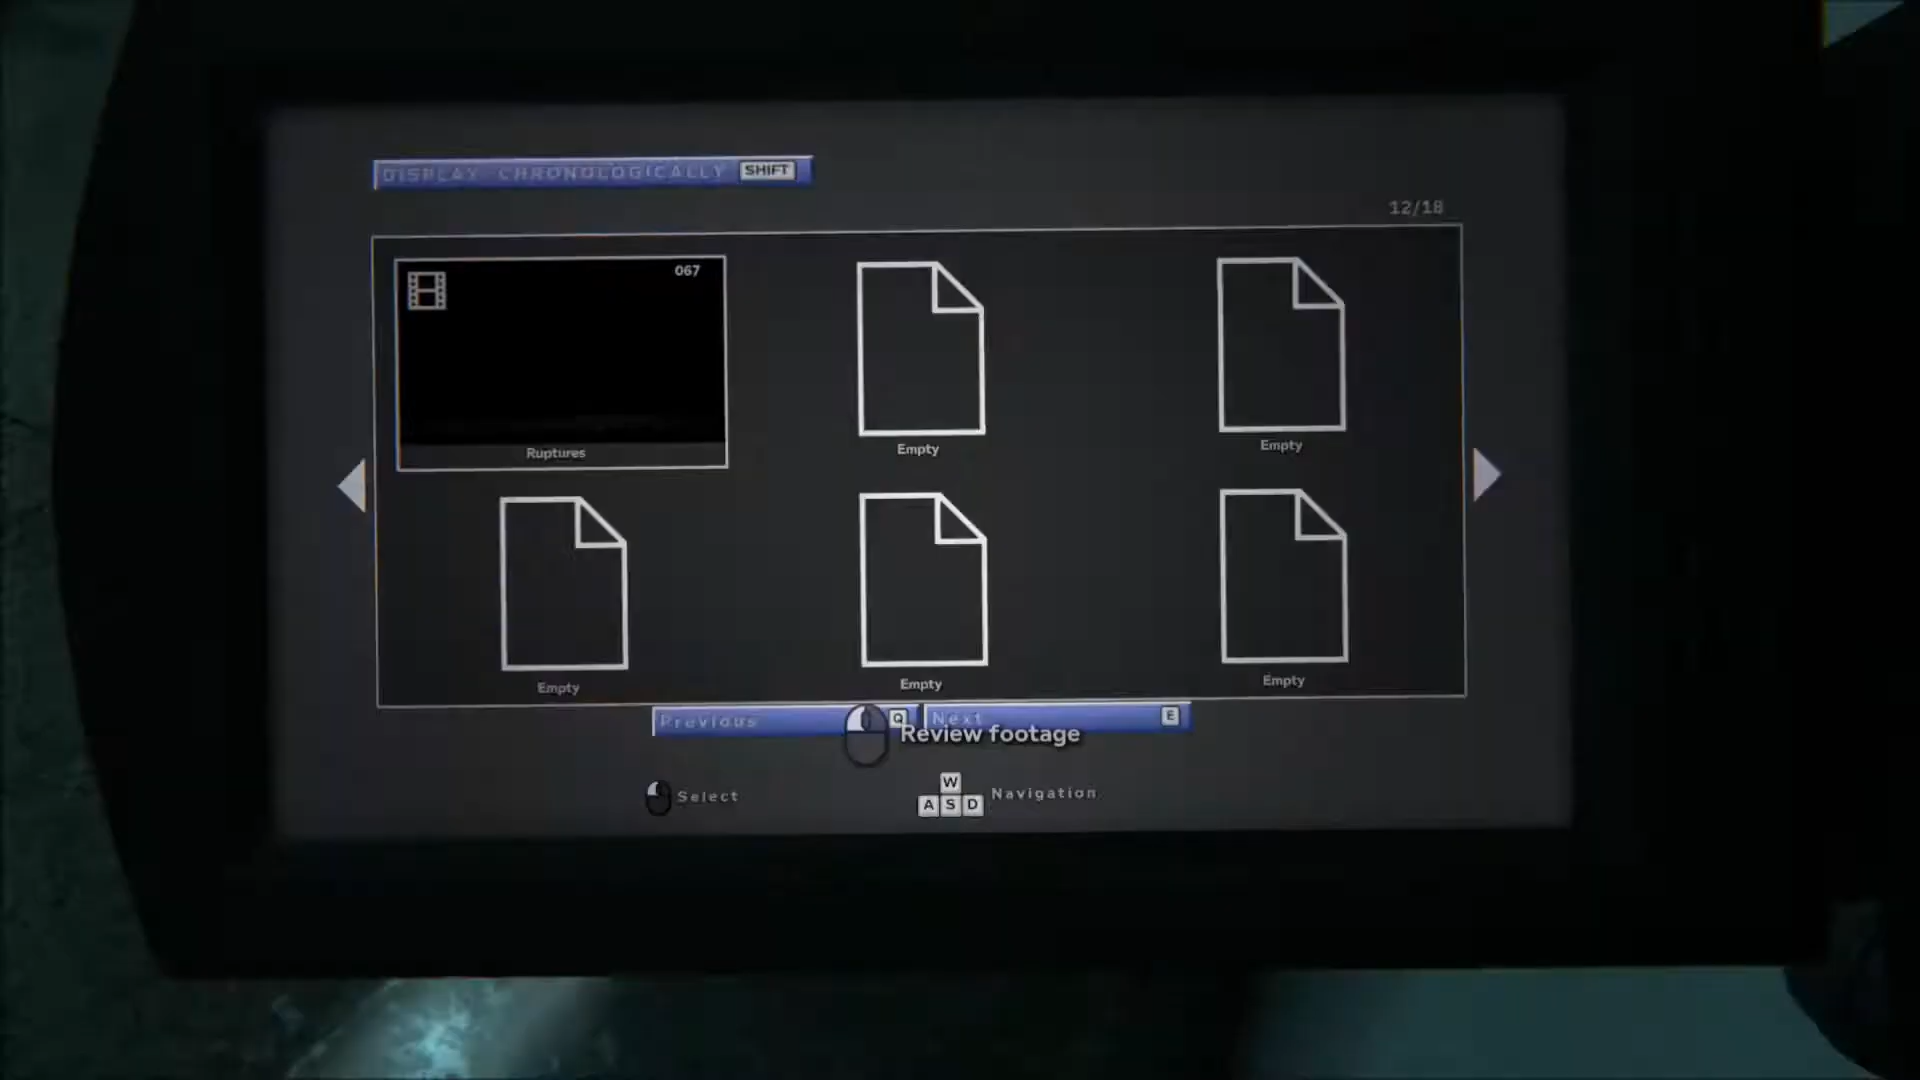 DISPLAY CHRONOLOGICALLY SHIFT
12/18
067
Ruptures
Empty
Empty
Empty
Empty
Empty
Previous Q
Next E
Review footage
Select
W
A S D
Navigation